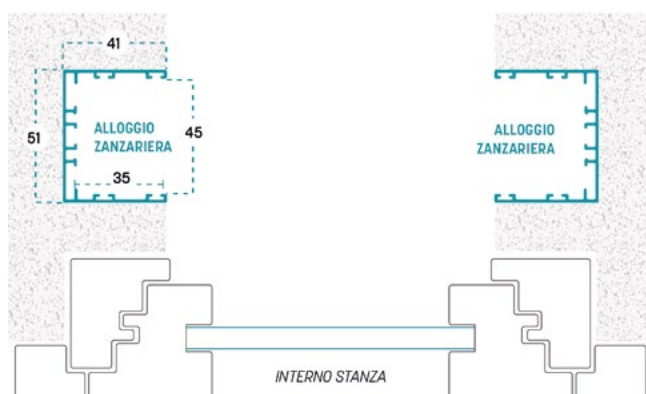 41
51
ALLOGGIO
ZANZARIERA
45
35
ALLOGGIO
ZANZARIERA
INTERNO STANZA